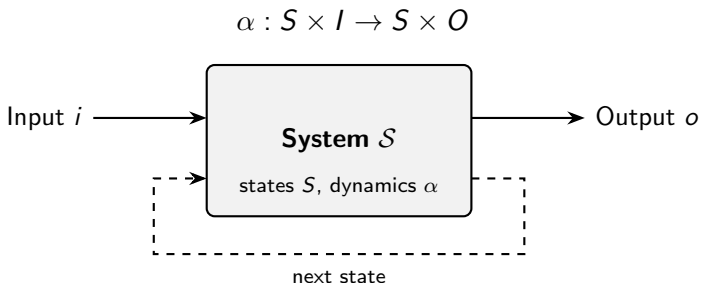 α : S × I → S × O
Input i
Output o
System 𝒮
states S, dynamics α
next state